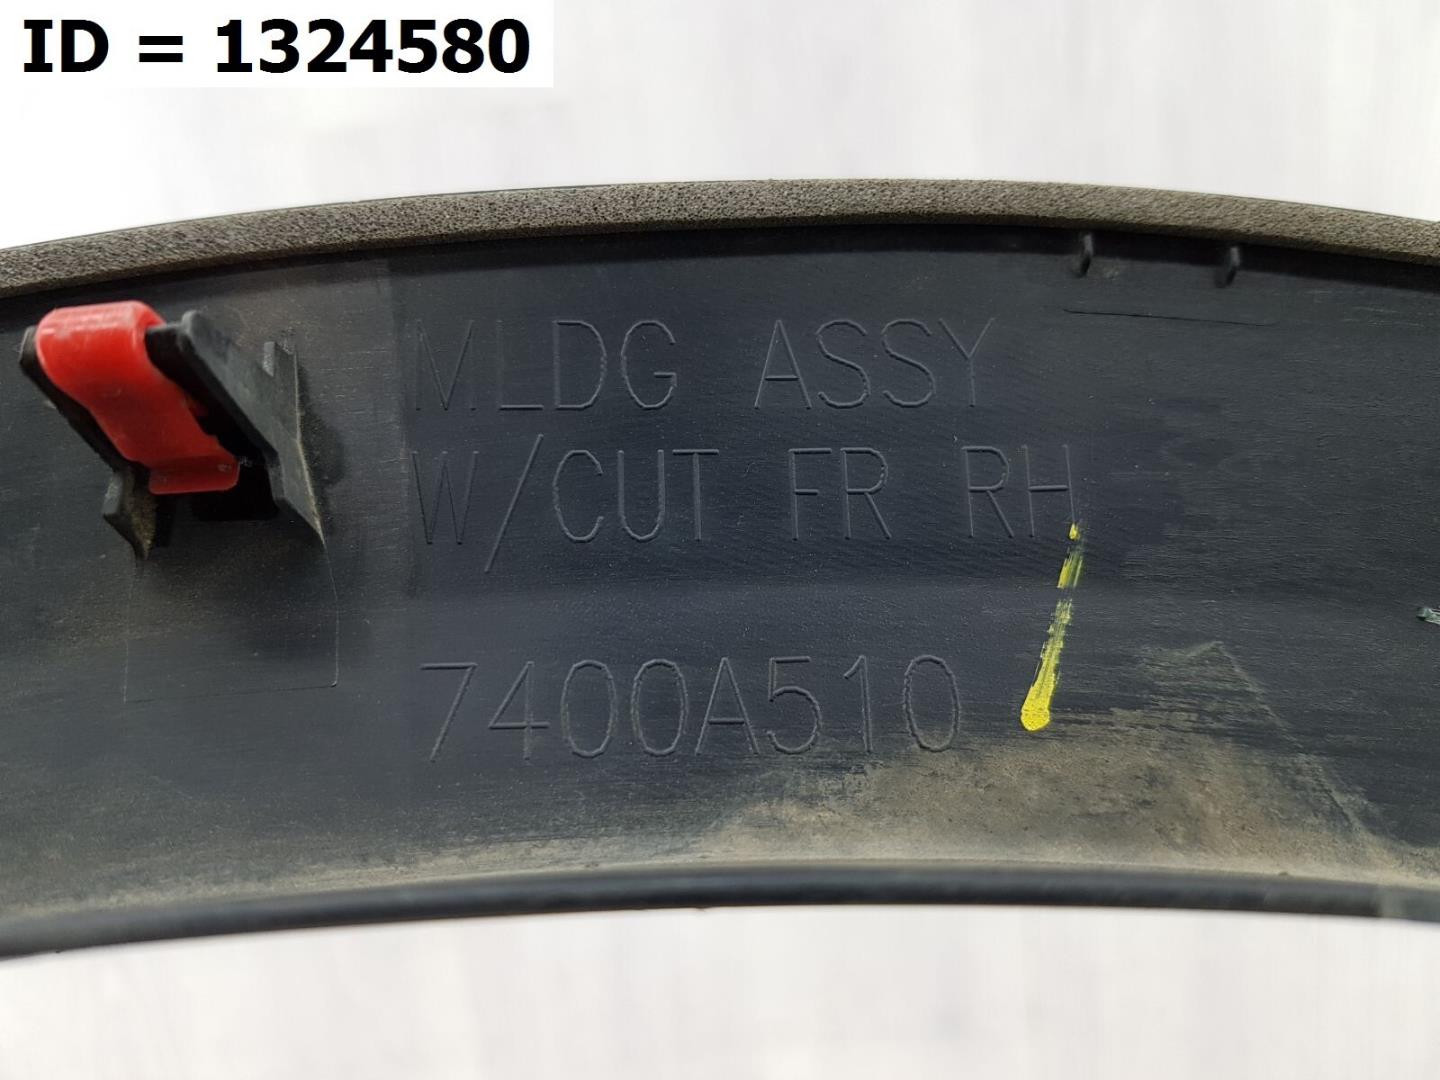 ID = 1324580
MLDG ASSY
W/CUT FR RH
7400A510